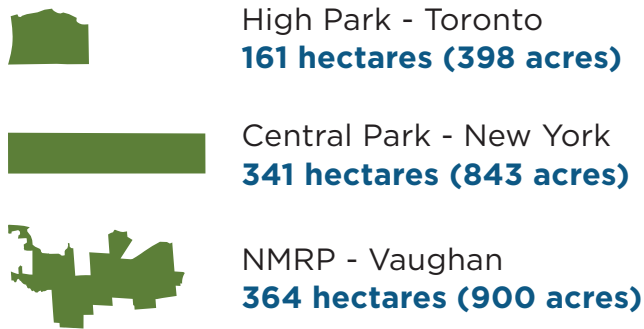 High Park - Toronto
161 hectares (398 acres)
Central Park - New York
341 hectares (843 acres)
NMRP - Vaughan
364 hectares (900 acres)